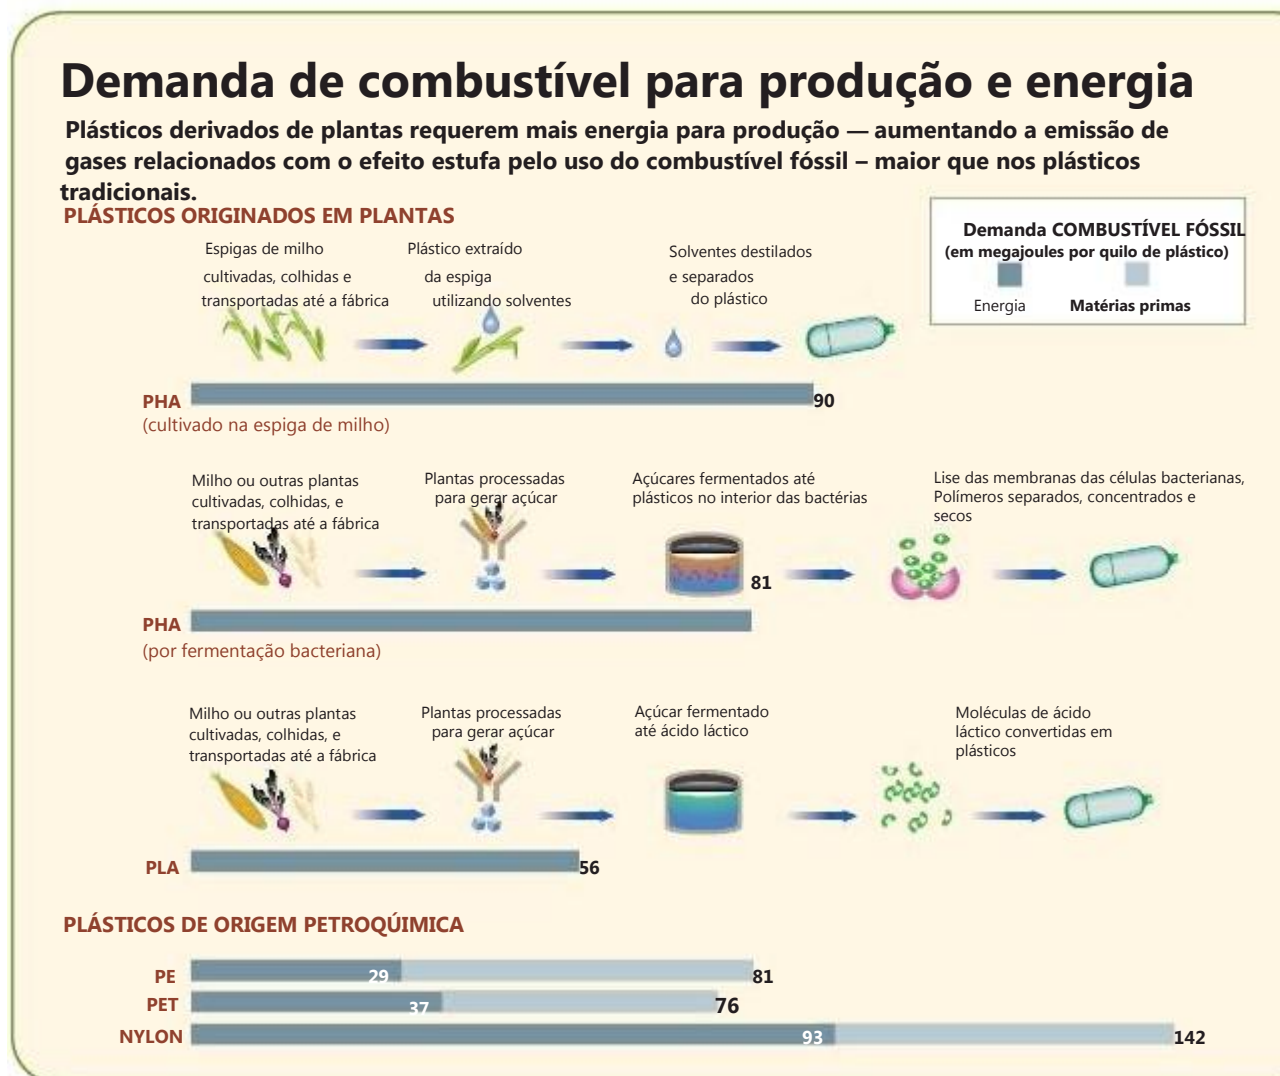 Demanda de combustível para produção e energia
Plásticos derivados de plantas requerem mais energia para produção — aumentando a emissão de
gases relacionados com o efeito estufa pelo uso do combustível fóssil – maior que nos plásticos
tradicionais.
PLÁSTICOS ORIGINADOS EM PLANTAS
Demanda COMBUSTÍVEL FÓSSIL
(em megajoules por quilo de plástico)
Energia
Matérias primas
Espigas de milho
cultivadas, colhidas e
transportadas até a fábrica
Plástico extraído
da espiga
utilizando solventes
Solventes destilados
e separados
do plástico
PHA
90
(cultivado na espiga de milho)
Milho ou outras plantas
cultivadas, colhidas, e
transportadas até a fábrica
Plantas processadas
para gerar açúcar
Açúcares fermentados até
plásticos no interior das bactérias
Lise das membranas das células bacterianas,
Polímeros separados, concentrados e
secos
81
PHA
(por fermentação bacteriana)
Milho ou outras plantas
cultivadas, colhidas, e
transportadas até a fábrica
Plantas processadas
para gerar açúcar
Açúcar fermentado
até ácido láctico
Moléculas de ácido
láctico convertidas em
plásticos
PLA
56
PLÁSTICOS DE ORIGEM PETROQÚIMICA
PE
29
81
PET
37
76
NYLON
93
142